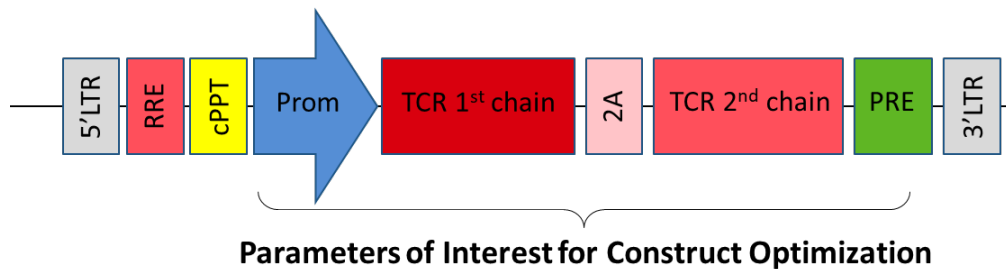 5'LTR
RRE
cPPT
Prom
TCR 1st chain
2A
TCR 2nd chain
PRE
3'LTR
Parameters of Interest for Construct Optimization